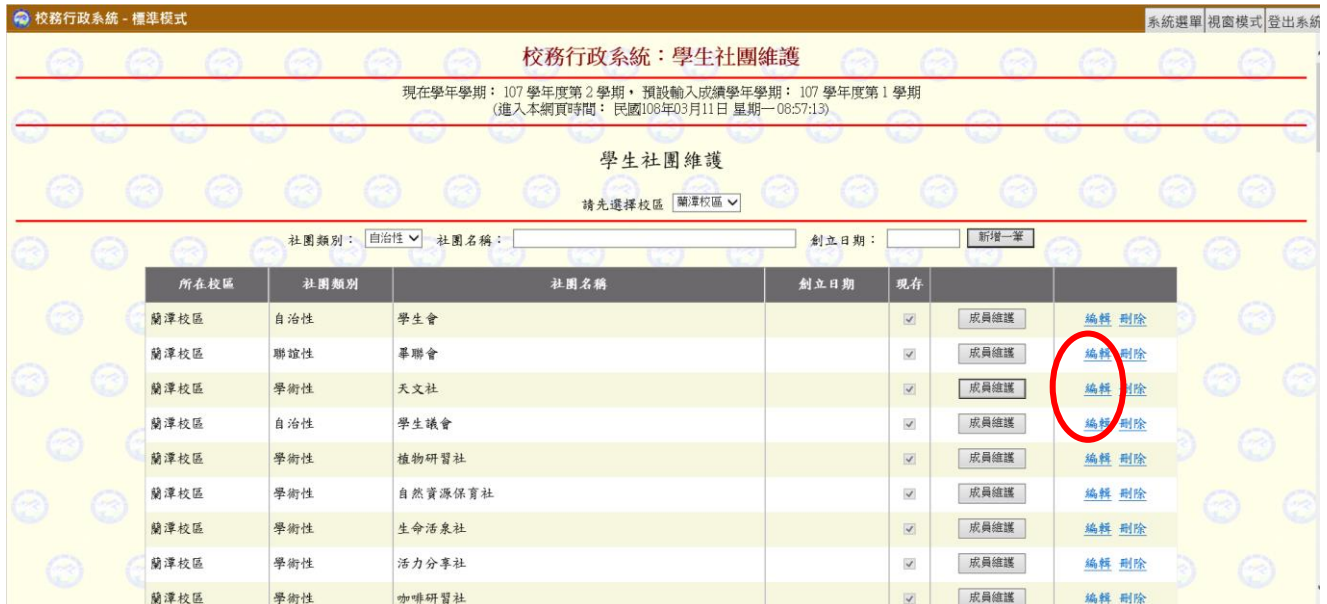 校務行政系統 - 標準模式 系統選單 視窗模式 登出系統
校務行政系統：學生社團維護
現在學年學期： 107 學年度第 2 學期， 預設輸入成績學年學期： 107 學年度第 1 學期
(進入本網頁時間： 民國108年03月11日 星期一 08:57:13)
學生社團維護
請先選擇校區 蘭潭校區
社團類別： 自治性 社團名稱： 創立日期： 新增一筆
所在校區 社團類別 社團名稱 創立日期 現存
蘭潭校區 自治性 學生會 成員維護 編輯 刪除
蘭潭校區 聯誼性 畢聯會 成員維護 編輯 刪除
蘭潭校區 學術性 天文社 成員維護 編輯 刪除
蘭潭校區 自治性 學生議會 成員維護 編輯 刪除
蘭潭校區 學術性 植物研習社 成員維護 編輯 刪除
蘭潭校區 學術性 自然資源保育社 成員維護 編輯 刪除
蘭潭校區 學術性 生命活泉社 成員維護 編輯 刪除
蘭潭校區 學術性 活力分享社 成員維護 編輯 刪除
蘭潭校區 學術性 咖啡研習社 成員維護 編輯 刪除